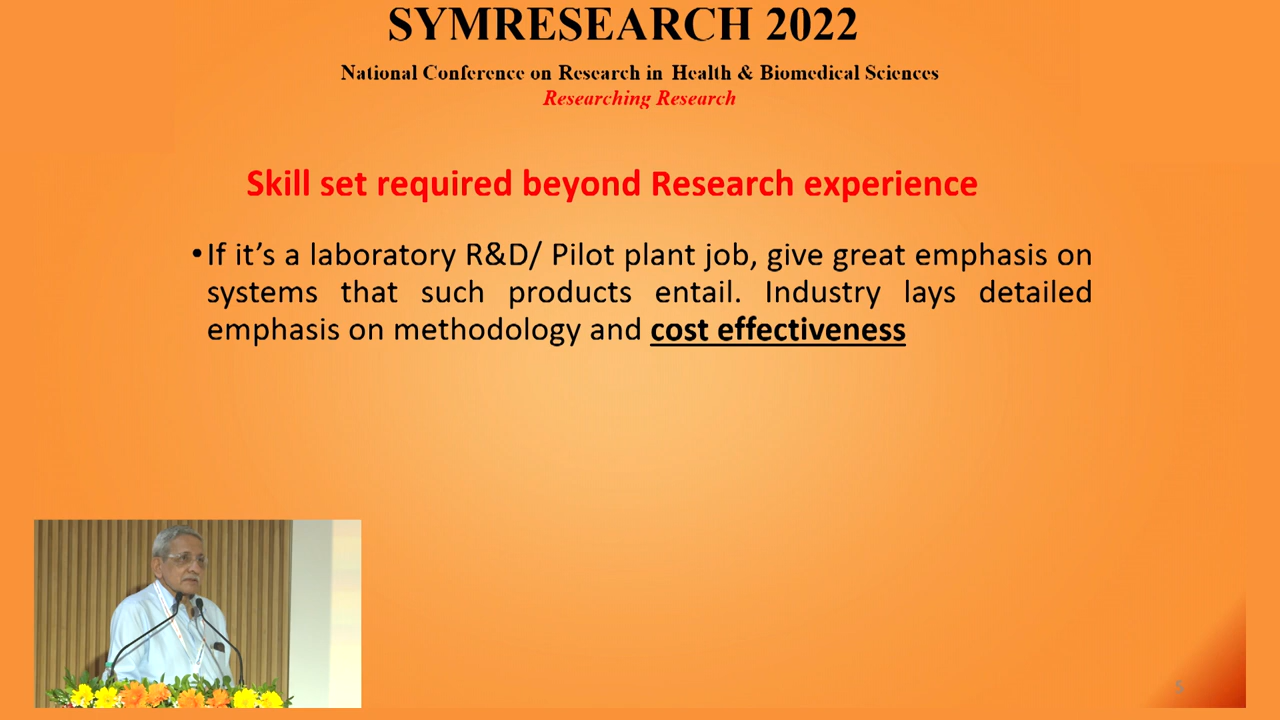 SYMRESEARCH 2022
National Conference on Research in Health & Biomedical Sciences
Researching Research
Skill set required beyond Research experience
•If it’s a laboratory R&D/ Pilot plant job, give great emphasis on
systems that such products entail. Industry lays detailed
emphasis on methodology and cost effectiveness
5